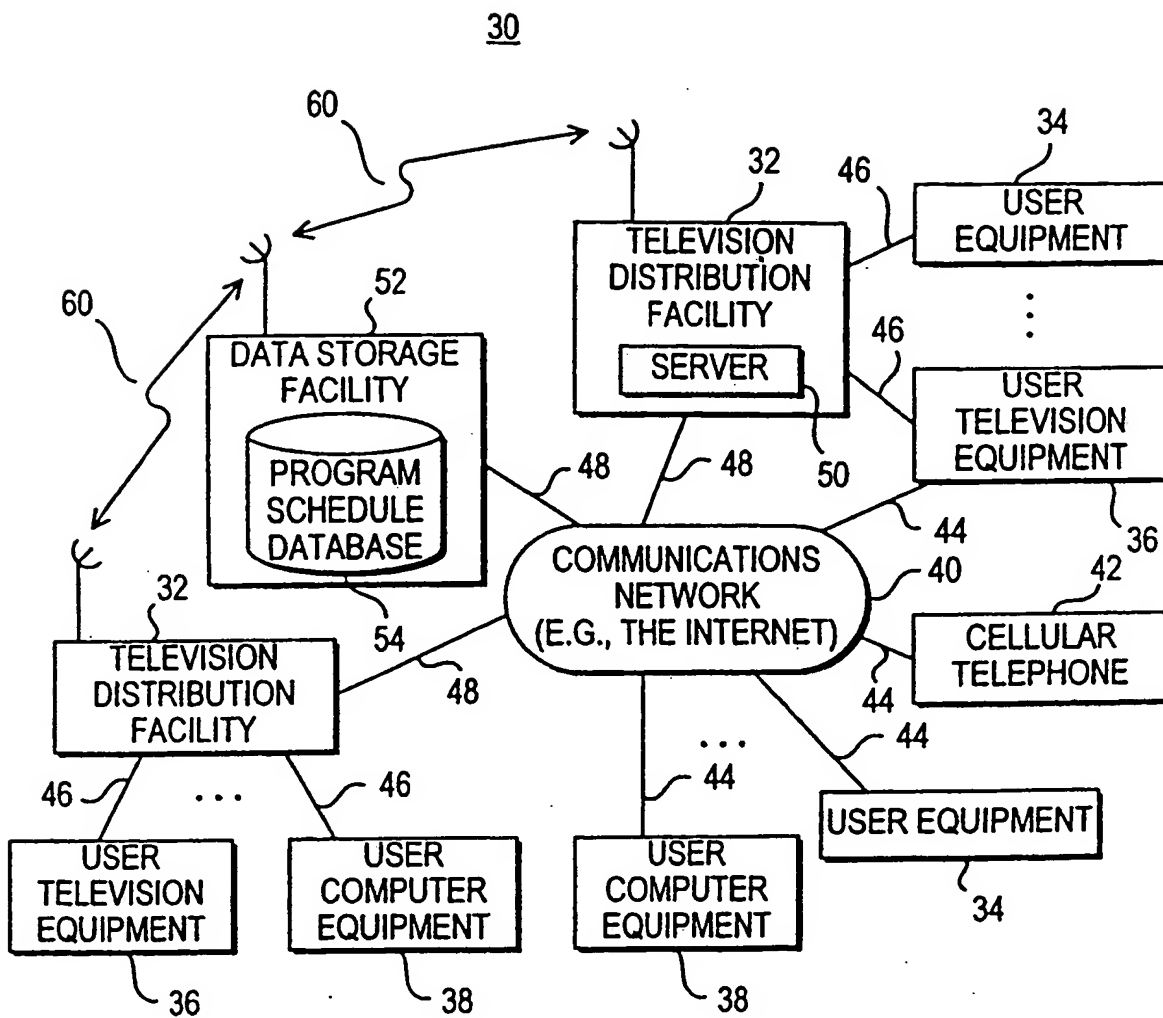 30
60
34
46
32
USER
EQUIPMENT
TELEVISION
DISTRIBUTION
FACILITY
SERVER
50
46
USER
TELEVISION
EQUIPMENT
36
60
52
DATA STORAGE
FACILITY
PROGRAM
SCHEDULE
DATABASE
54
48
48
44
COMMUNICATIONS
NETWORK
(E.G., THE INTERNET)
40
42
CELLULAR
TELEPHONE
44
32
TELEVISION
DISTRIBUTION
FACILITY
48
46
...
46
44
...
44
USER EQUIPMENT
34
USER
TELEVISION
EQUIPMENT
36
USER
COMPUTER
EQUIPMENT
38
USER
COMPUTER
EQUIPMENT
38